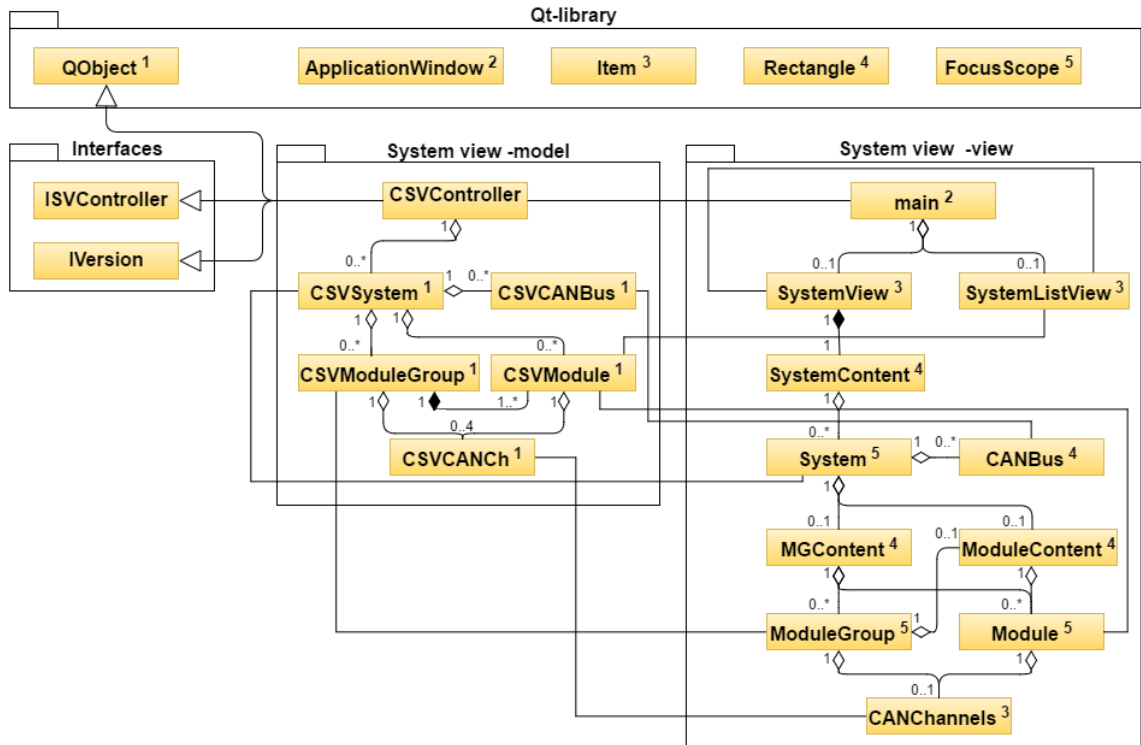 Qt-library
QObject 1
ApplicationWindow 2
Item 3
Rectangle 4
FocusScope 5
Interfaces
System view -model
System view -view
ISVController
CSVController
main 2
1
1
IVersion
0..*
0..1
0..1
CSVSystem 1
1
0..*
CSVCANBus 1
SystemView 3
SystemListView 3
1
1
1
0..*
0..*
1
CSVModuleGroup 1
CSVModule 1
SystemContent 4
1
1
1..*
1
1
0..4
0..*
CSVCANCh 1
System 5
1
0..*
CANBus 4
1
0..1
0..1
0..1
MGContent 4
ModuleContent 4
1
1
0..*
0..*
ModuleGroup 5
1
Module 5
1
1
0..1
CANChannels 3